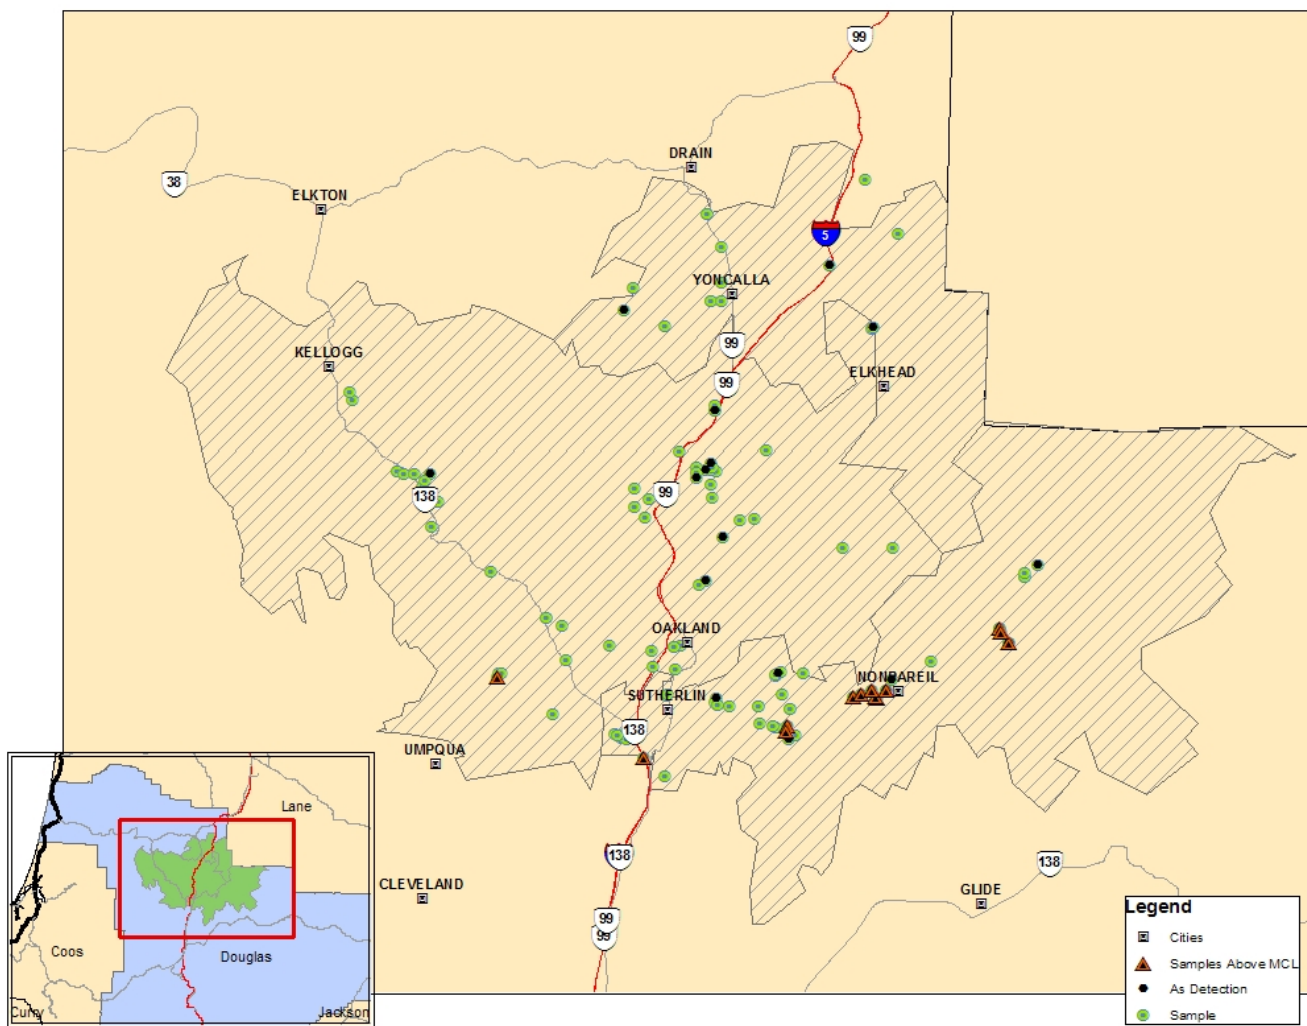 99
DRAIN
38
ELKTON
5
YONCALLA
99
KELLOGG
99
ELKHEAD
138
99
OAKLAND
NONPAREIL
SUTHERLIN
138
UMPQUA
Lane
138
138
CLEVELAND
GLIDE
99
99
Coos
Douglas
Curry
Jackson
Legend
Cities
Samples Above MCL
As Detection
Sample